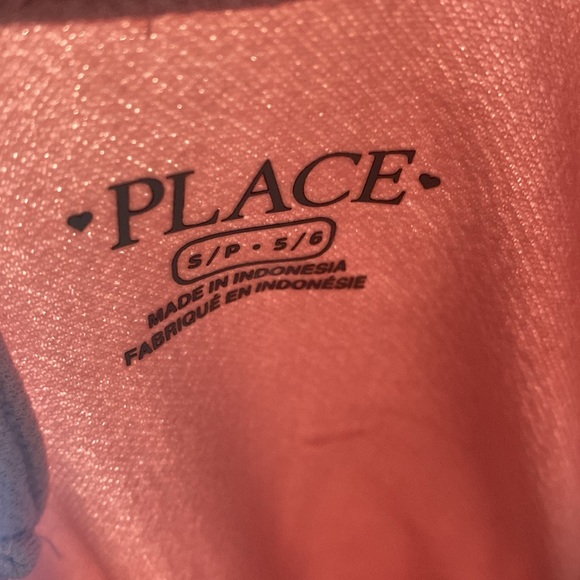 PLACE
S/P • 5/6
MADE IN INDONESIA
FABRIQUÉ EN INDONÉSIE